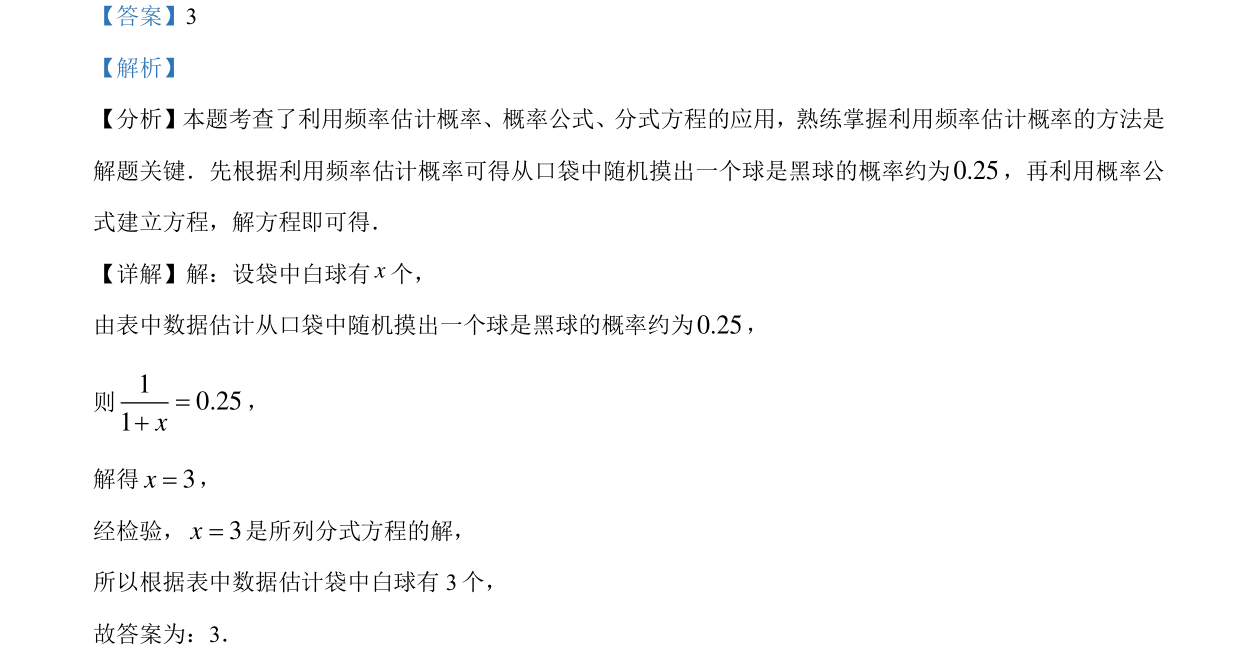 【答案】3
【解析】
【分析】本题考查了利用频率估计概率、概率公式、分式方程的应用，熟练掌握利用频率估计概率的方法是
解题关键．先根据利用频率估计概率可得从口袋中随机摸出一个球是黑球的概率约为0.25，再利用概率公
式建立方程，解方程即可得．
【详解】解：设袋中白球有 x 个，
由表中数据估计从口袋中随机摸出一个球是黑球的概率约为0.25，
则 \frac{1}{1+x} = 0.25，
解得 x = 3，
经检验， x = 3是所列分式方程的解，
所以根据表中数据估计袋中白球有 3 个，
故答案为：3．